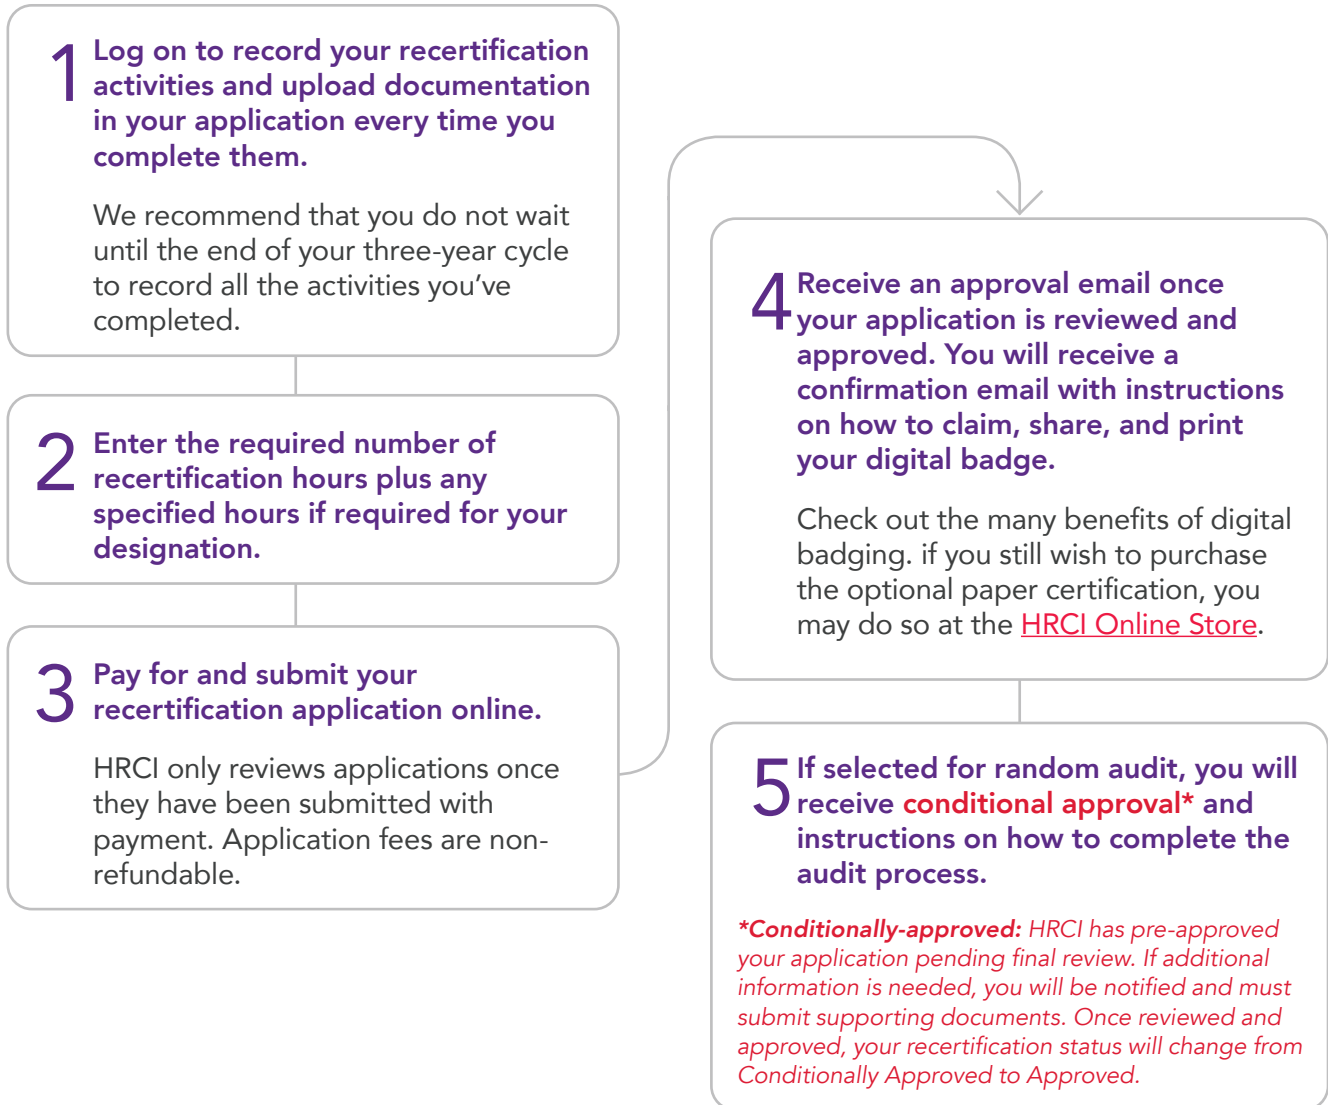 1
Log on to record your recertification
activities and upload documentation
in your application every time you
complete them.
We recommend that you do not wait
until the end of your three-year cycle
to record all the activities you’ve
completed.
2
Enter the required number of
recertification hours plus any
specified hours if required for your
designation.
3
Pay for and submit your
recertification application online.
HRCI only reviews applications once
they have been submitted with
payment. Application fees are non-
refundable.
4
Receive an approval email once
your application is reviewed and
approved. You will receive a
confirmation email with instructions
on how to claim, share, and print
your digital badge.
Check out the many benefits of digital
badging. if you still wish to purchase
the optional paper certification, you
may do so at the HRCI Online Store.
5
If selected for random audit, you will
receive conditional approval* and
instructions on how to complete the
audit process.
*Conditionally-approved: HRCI has pre-approved
your application pending final review. If additional
information is needed, you will be notified and must
submit supporting documents. Once reviewed and
approved, your recertification status will change from
Conditionally Approved to Approved.